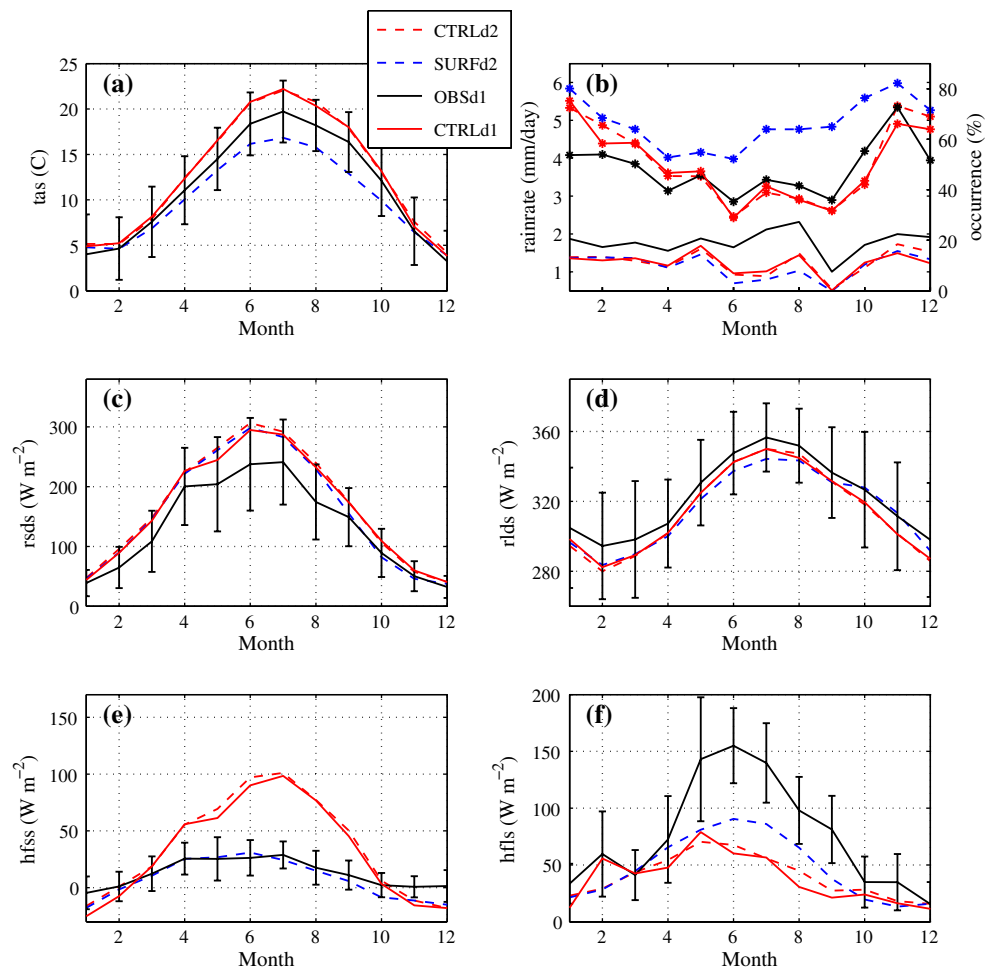 CTRLd2
SURFd2
OBSd1
CTRLd1
(a)
25
20
15
10
5
0
tas (C)
2 4 6 8 10 12
Month
(b)
6
5
4
3
2
1
rainrate (mm/day)
80
60
40
20
0
occurrence (%)
2 4 6 8 10 12
Month
(c)
300
200
100
0
rsds (W m−2)
2 4 6 8 10 12
Month
(d)
360
320
280
rlds (W m−2)
2 4 6 8 10 12
Month
(e)
150
100
50
0
hfss (W m−2)
2 4 6 8 10 12
Month
(f)
200
150
100
50
0
hfls (W m−2)
2 4 6 8 10 12
Month